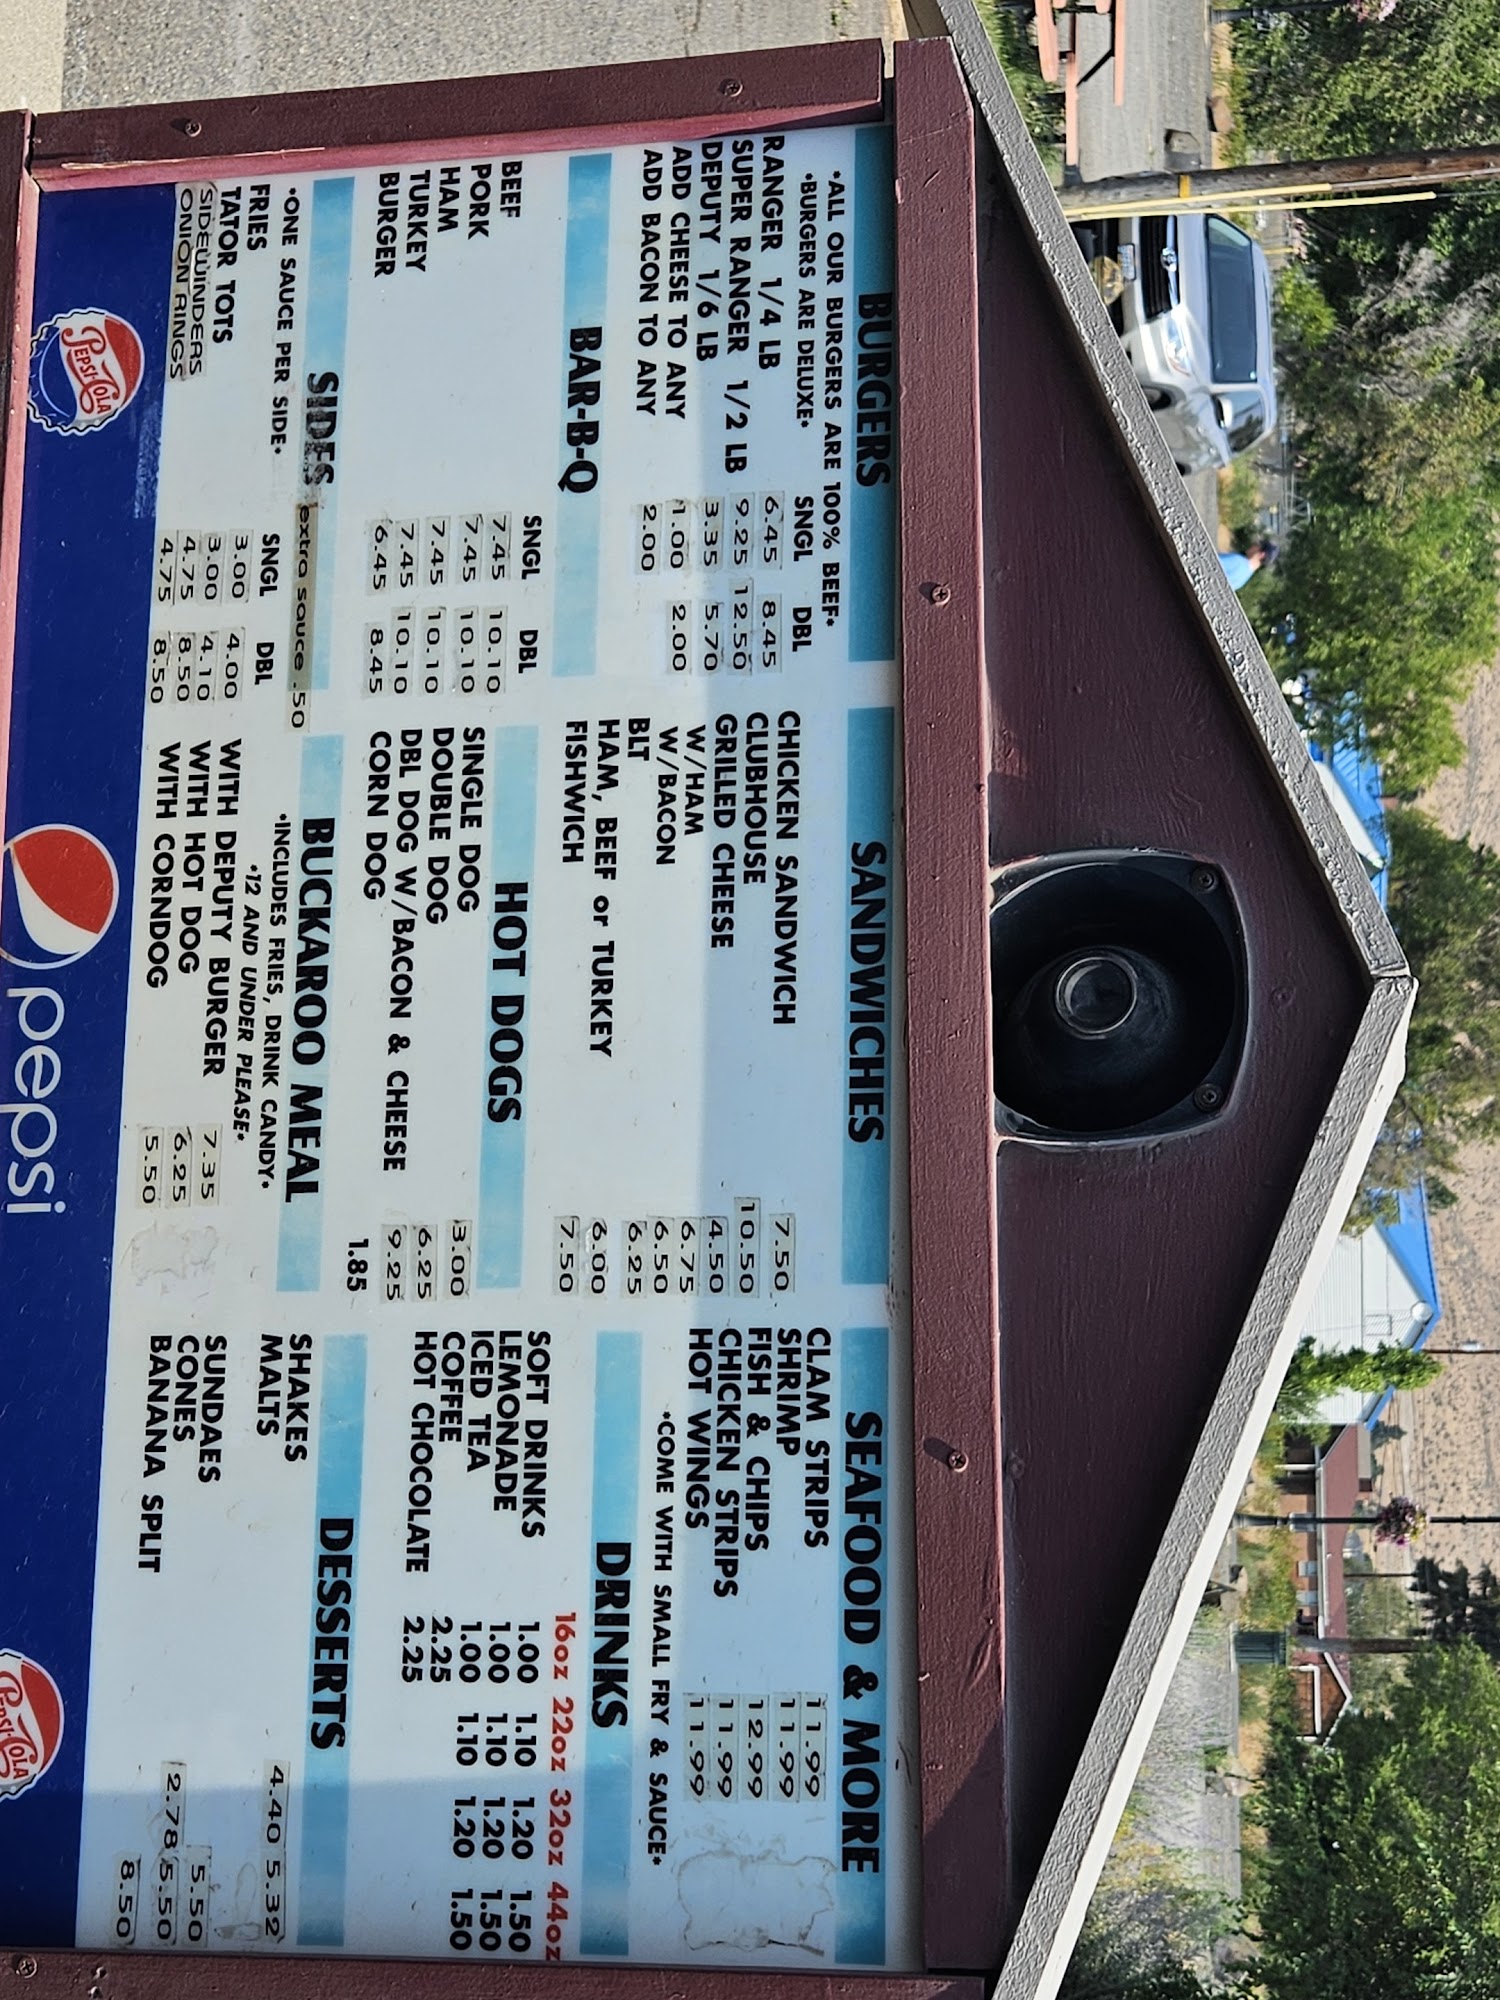 BURGERS
*ALL OUR BURGERS ARE 100% BEEF*
*BURGERS ARE DELUXE* SNGL DBL
RANGER 1/4 LB 6.45 8.45
SUPER RANGER 1/2 LB 9.25 12.50
DEPUTY 1/6 LB 3.35 5.70
ADD CHEESE TO ANY 1.00 2.00
ADD BACON TO ANY 2.00
BAR-B-Q
SNGL DBL
BEEF 7.45 10.10
PORK 7.45 10.10
HAM 7.45 10.10
TURKEY 7.45 10.10
BURGER 6.45 8.45
SIDES extra sauce .50
*ONE SAUCE PER SIDE*
SNGL DBL
FRIES 3.00 4.00
TATOR TOTS 3.00 4.10
SIDEWINDERS 4.75 8.50
ONION RINGS 4.75 8.50
SANDWICHES
CHICKEN SANDWICH 7.50
CLUBHOUSE 10.50
GRILLED CHEESE 4.50
W/HAM 6.75
W/BACON 6.50
BLT 6.25
HAM, BEEF or TURKEY 6.00
FISHWICH 7.50
HOT DOGS
SINGLE DOG 3.00
DOUBLE DOG 6.25
DBL DOG W/BACON & CHEESE 9.25
CORN DOG 1.85
BUCKAROO MEAL
*INCLUDES FRIES, DRINK CANDY*
*12 AND UNDER PLEASE*
WITH DEPUTY BURGER 7.35
WITH HOT DOG 6.25
WITH CORNDOG 5.50
SEAFOOD & MORE
CLAM STRIPS 11.99
SHRIMP 11.99
FISH & CHIPS 12.99
CHICKEN STRIPS 11.99
HOT WINGS 11.99
*COME WITH SMALL FRY & SAUCE*
DRINKS
16oz 22oz 32oz 44oz
SOFT DRINKS 1.00 1.10 1.20 1.50
LEMONADE 1.00 1.10 1.20 1.50
ICED TEA 1.00 1.10 1.20 1.50
COFFEE 2.25
HOT CHOCOLATE 2.25
DESSERTS
SHAKES 4.40 5.32
MALTS
SUNDAES 5.50
CONES 2.78 5.50
BANANA SPLIT 8.50
PEPSI-COLA
pepsi
PEPSI-COLA